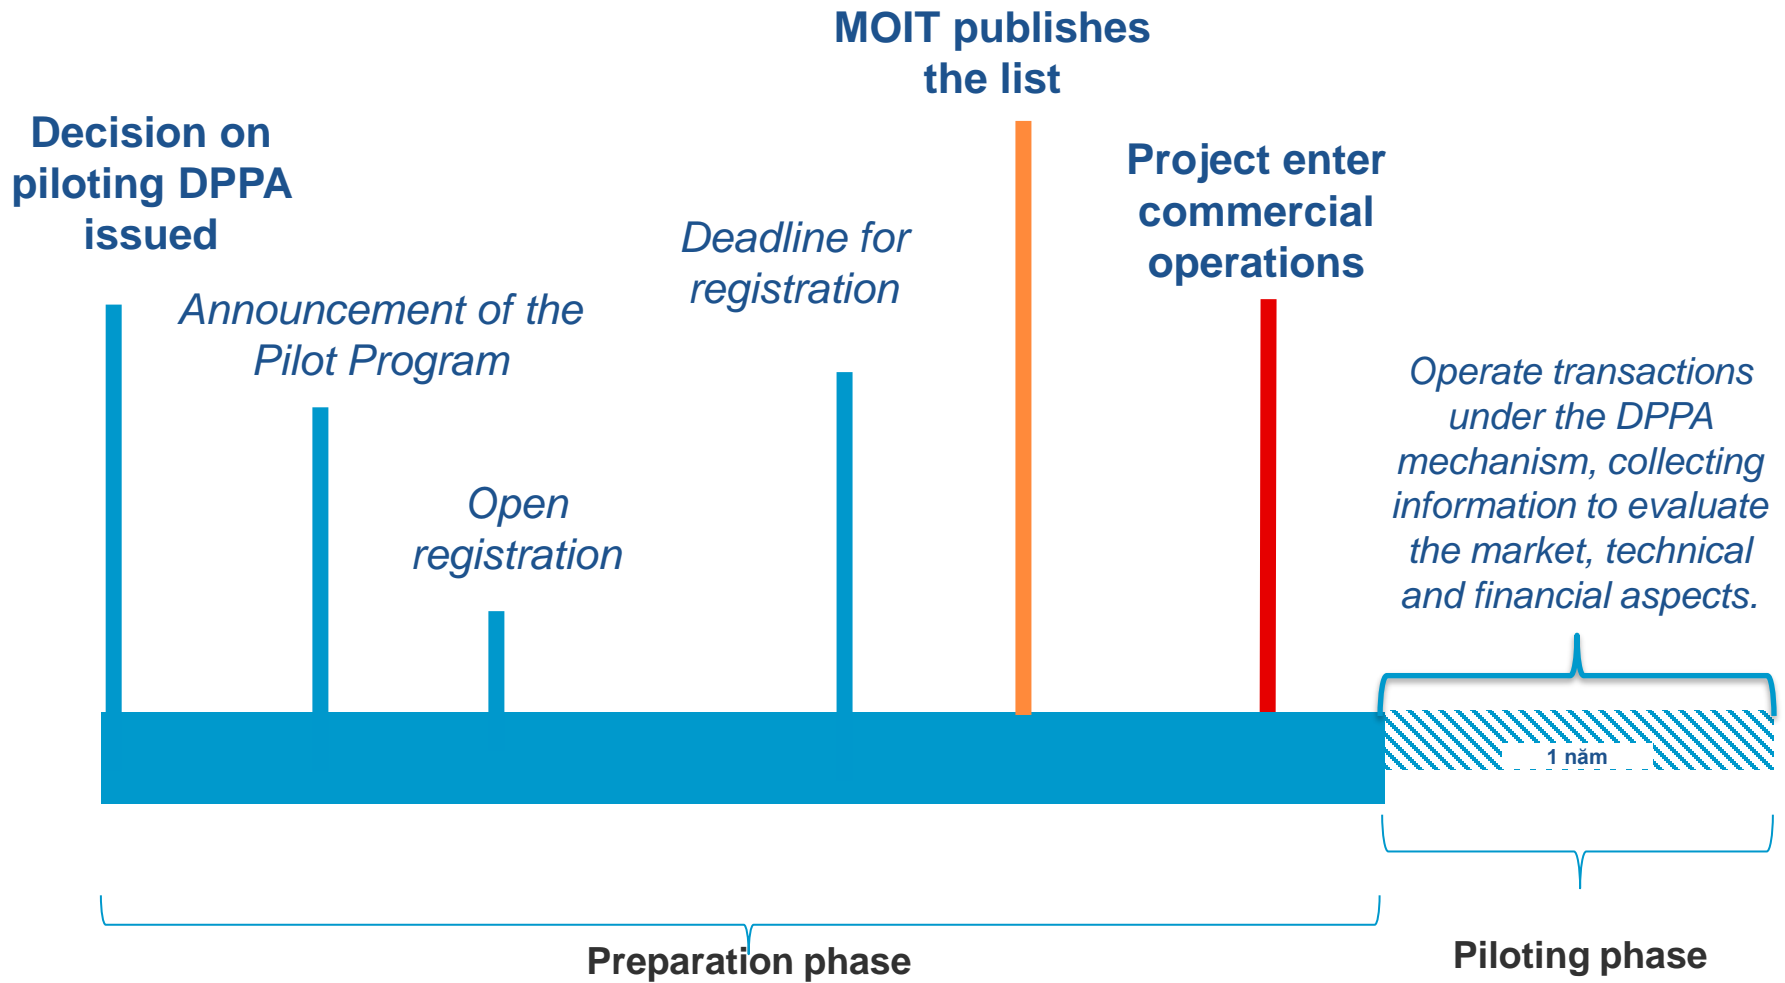 MOIT publishes
the list
Decision on
piloting DPPA
issued
Project enter
commercial
operations
Deadline for
registration
Announcement of the
Pilot Program
Operate transactions
under the DPPA
mechanism, collecting
information to evaluate
the market, technical
and financial aspects.
Open
registration
1 năm
Preparation phase
Piloting phase